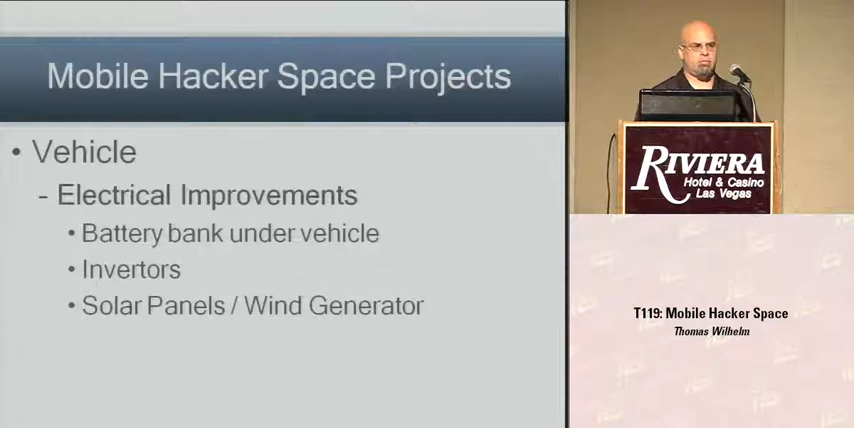 Mobile Hacker Space Projects
• Vehicle
- Electrical Improvements
• Battery bank under vehicle
• Invertors
• Solar Panels / Wind Generator
RIVIERA
Hotel & Casino
Las Vegas
T119: Mobile Hacker Space
Thomas Wilhelm